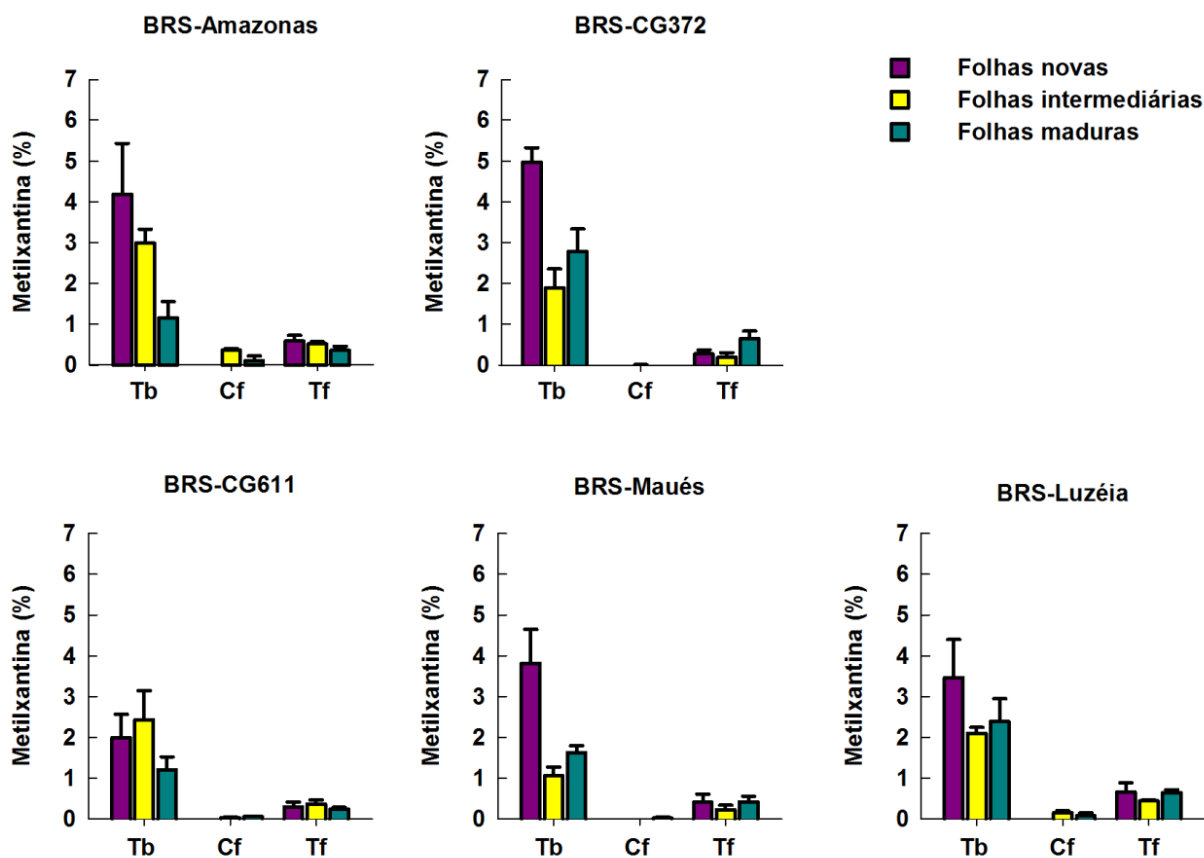 BRS-Amazonas
BRS-CG372
Folhas novas
Folhas intermediárias
Folhas maduras
Metilxantina (%)
7
6
5
4
3
2
1
0
Tb Cf Tf
Metilxantina (%)
7
6
5
4
3
2
1
0
Tb Cf Tf
BRS-CG611
BRS-Maués
BRS-Luzéia
Metilxantina (%)
7
6
5
4
3
2
1
0
Tb Cf Tf
Metilxantina (%)
7
6
5
4
3
2
1
0
Tb Cf Tf
Metilxantina (%)
7
6
5
4
3
2
1
0
Tb Cf Tf